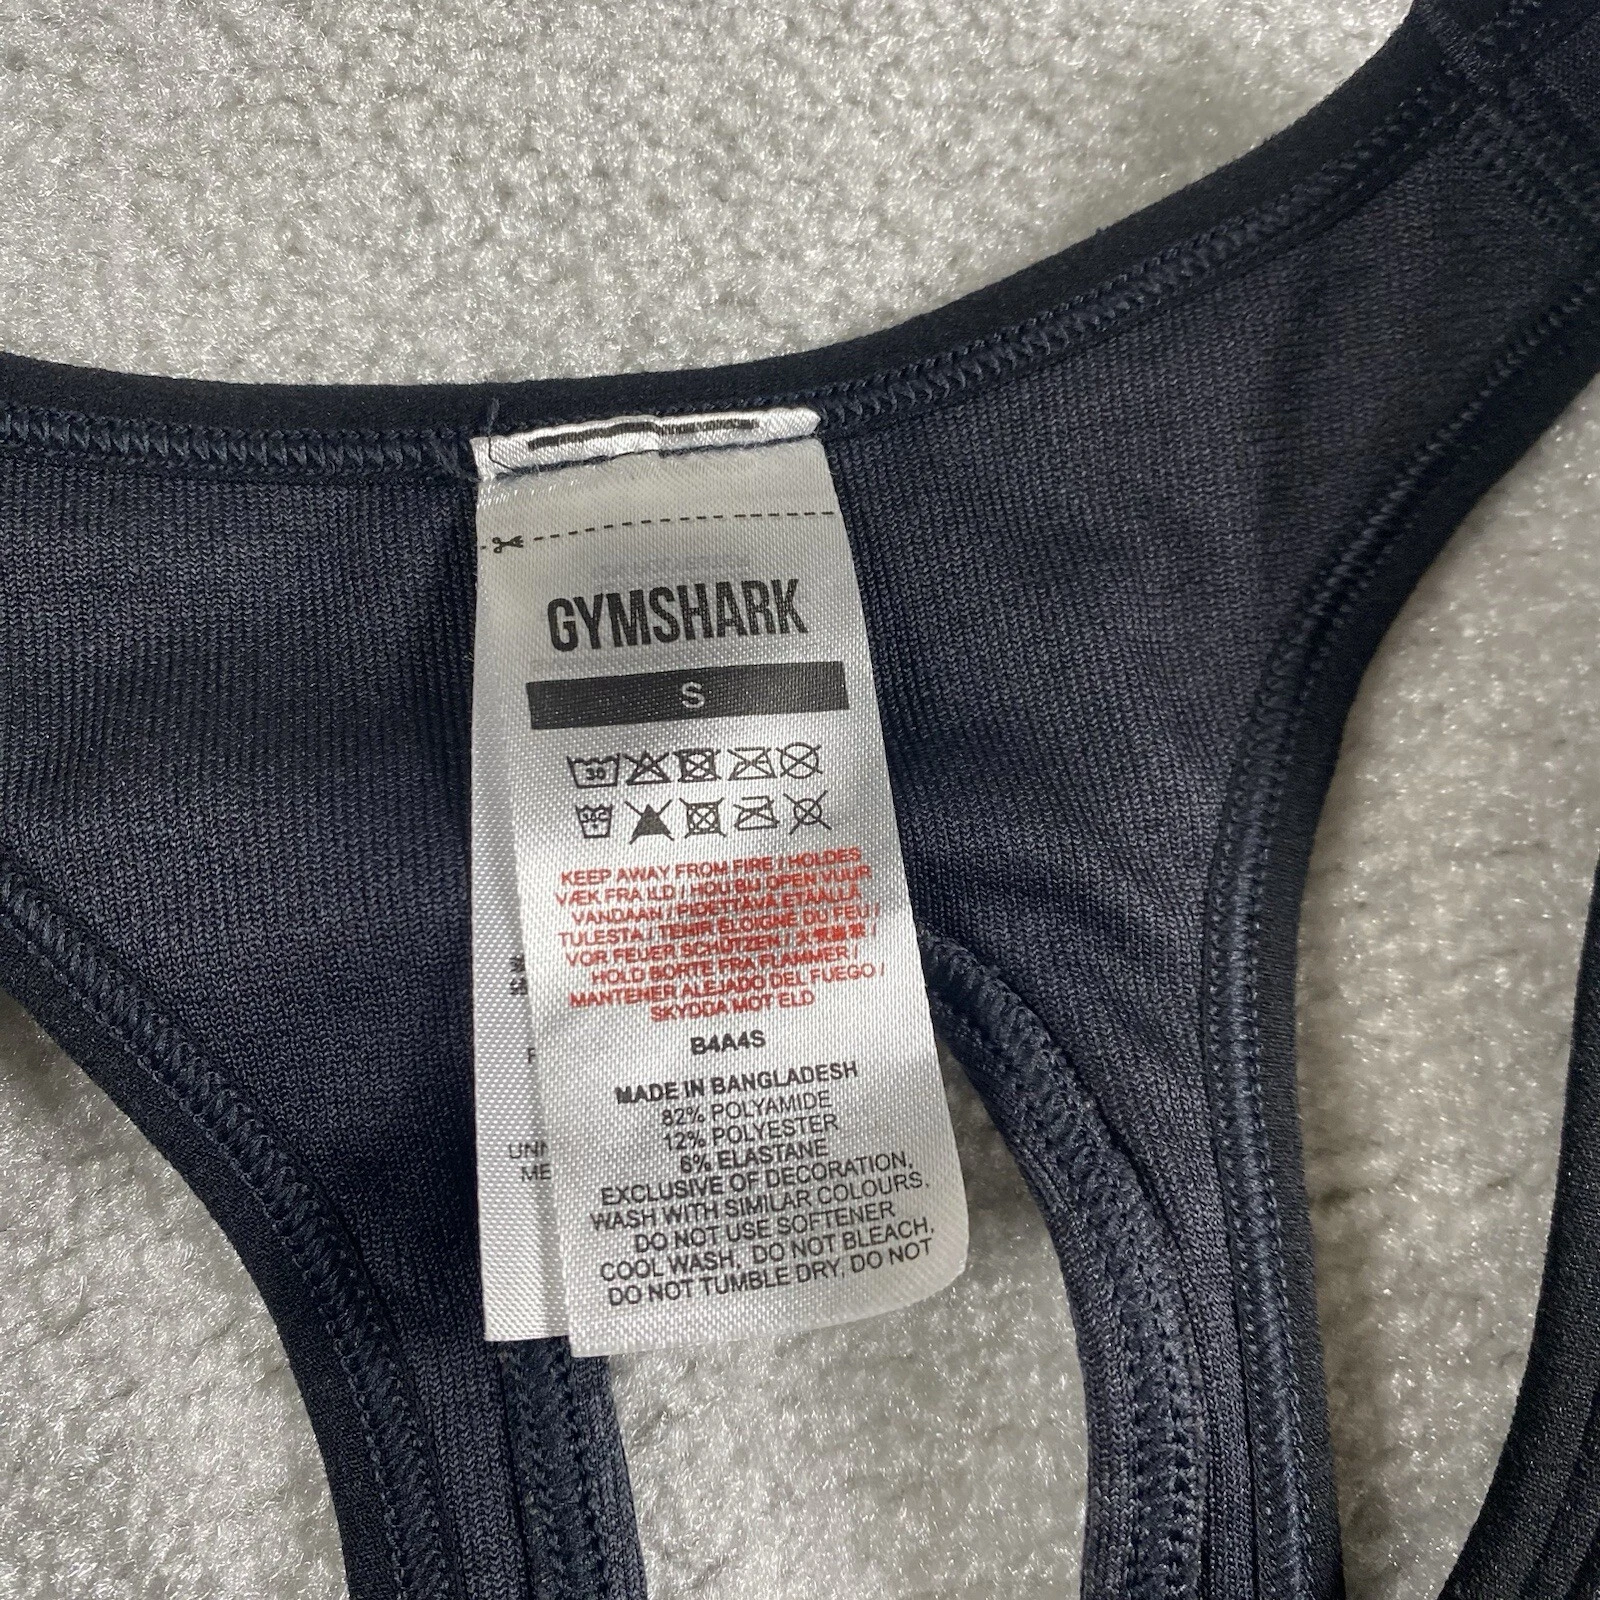 GYMSHARK
S
30
KEEP AWAY FROM FIRE / HOLDES
VÆK FRA ILD / HOU BIJ OPEN VUUR
VANDAAN / PIDETTÄVÄ ETÄÄLLÄ
TULESTA / TENIR ÉLOIGNÉ DU FEU /
VOR FEUER SCHÜTZEN /
HOLD BORTE FRA FLAMMER /
MANTENER ALEJADO DEL FUEGO /
SKYDDA MOT ELD
B4A4S
MADE IN BANGLADESH
82% POLYAMIDE
12% POLYESTER
6% ELASTANE
EXCLUSIVE OF DECORATION.
WASH WITH SIMILAR COLOURS.
DO NOT USE SOFTENER
COOL WASH, DO NOT BLEACH,
DO NOT TUMBLE DRY, DO NOT